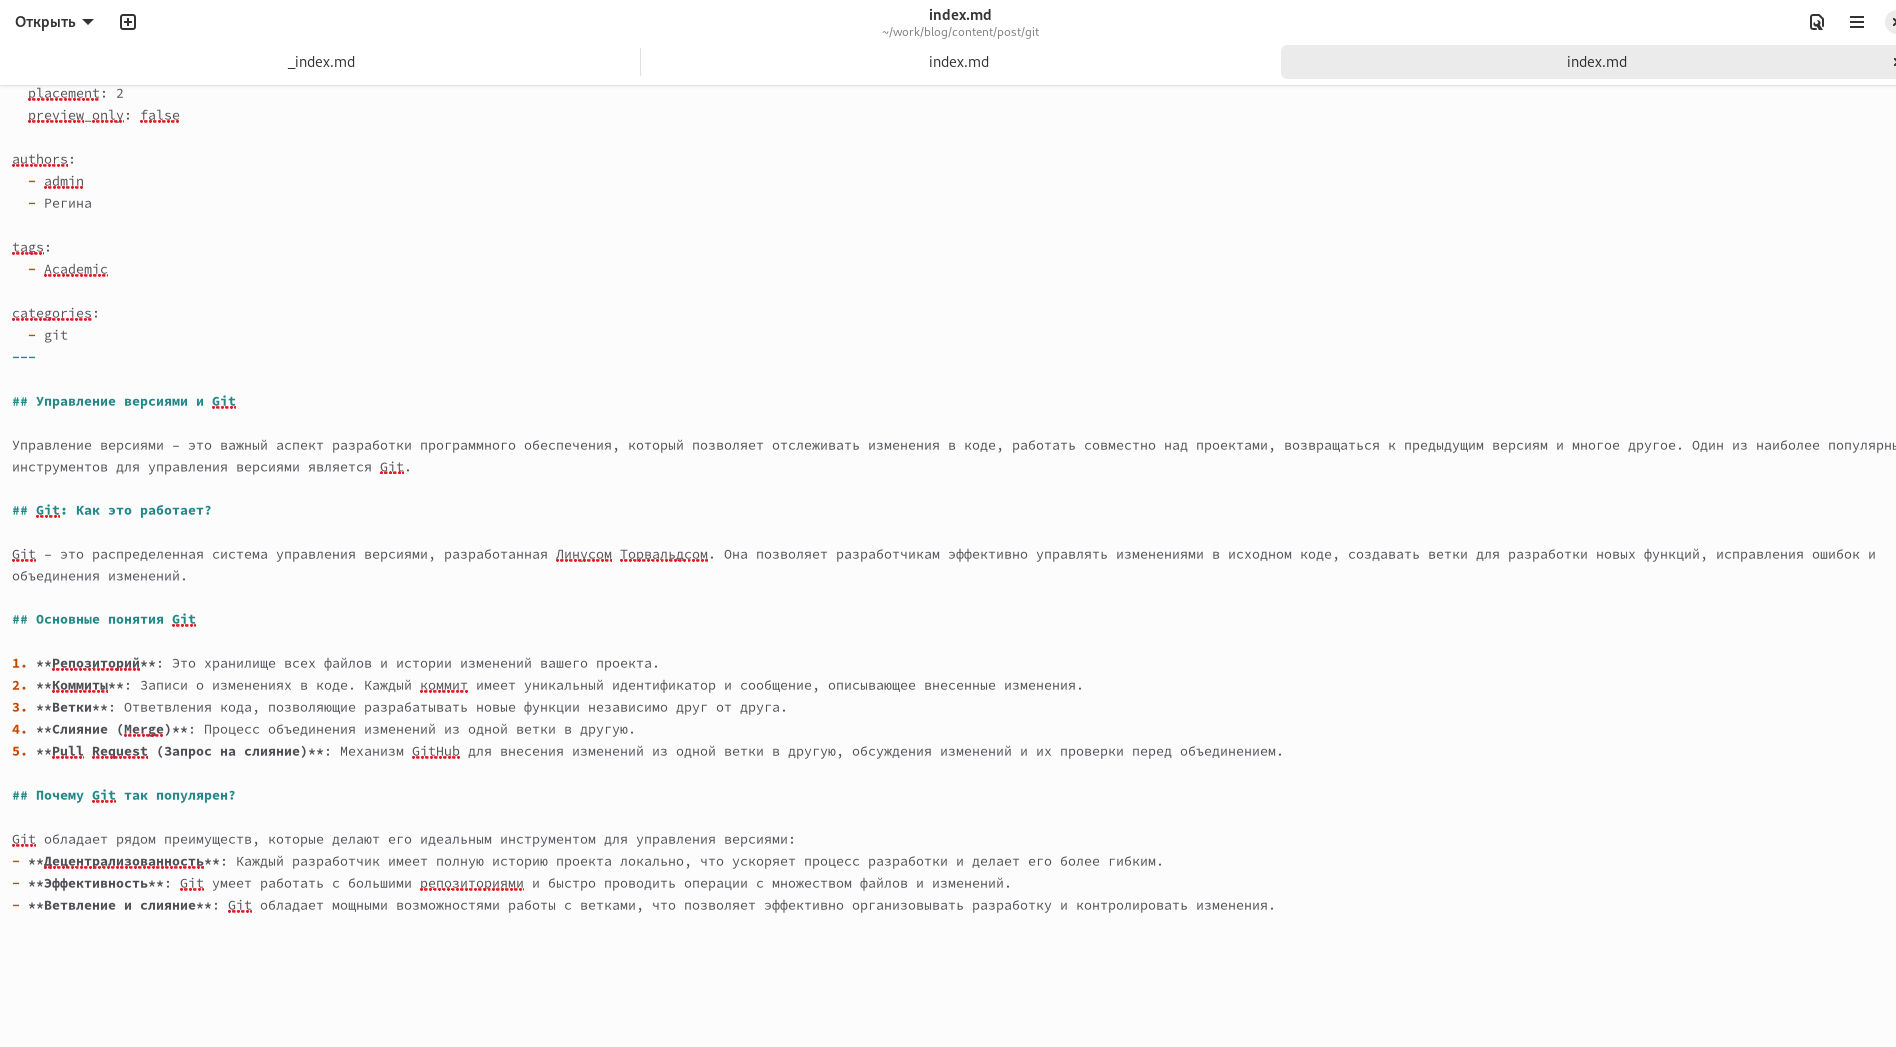 Открыть
index.md
~/work/blog/content/post/git
_index.md
index.md
index.md
placement: 2
preview_only: false
authors:
- admin
- Регина
tags:
- Academic
categories:
- git
---
## Управление версиями и Git
Управление версиями – это важный аспект разработки программного обеспечения, который позволяет отслеживать изменения в коде, работать совместно над проектами, возвращаться к предыдущим версиям и многое другое. Один из наиболее
инструментов для управления версиями является Git.
## Git: Как это работает?
Git – это распределенная система управления версиями, разработанная Линусом Торвальдсом. Она позволяет разработчикам эффективно управлять изменениями в исходном коде, создавать ветки для разработки новых функций, исправления ошибок и
объединения изменений.
## Основные понятия Git
1. **Репозиторий**: Это хранилище всех файлов и истории изменений вашего проекта.
2. **Коммиты**: Записи о изменениях в коде. Каждый коммит имеет уникальный идентификатор и сообщение, описывающее внесенные изменения.
3. **Ветки**: Ответвления кода, позволяющие разрабатывать новые функции независимо друг от друга.
4. **Слияние (Merge)**: Процесс объединения изменений из одной ветки в другую.
5. **Pull Request (Запрос на слияние)**: Механизм GitHub для внесения изменений из одной ветки в другую, обсуждения изменений и их проверки перед объединением.
## Почему Git так популярен?
Git обладает рядом преимуществ, которые делают его идеальным инструментом для управления версиями:
- **Децентрализованность**: Каждый разработчик имеет полную историю проекта локально, что ускоряет процесс разработки и делает его более гибким.
- **Эффективность**: Git умеет работать с большими репозиториями и быстро проводить операции с множеством файлов и изменений.
- **Ветвление и слияние**: Git обладает мощными возможностями работы с ветками, что позволяет эффективно организовывать разработку и контролировать изменения.